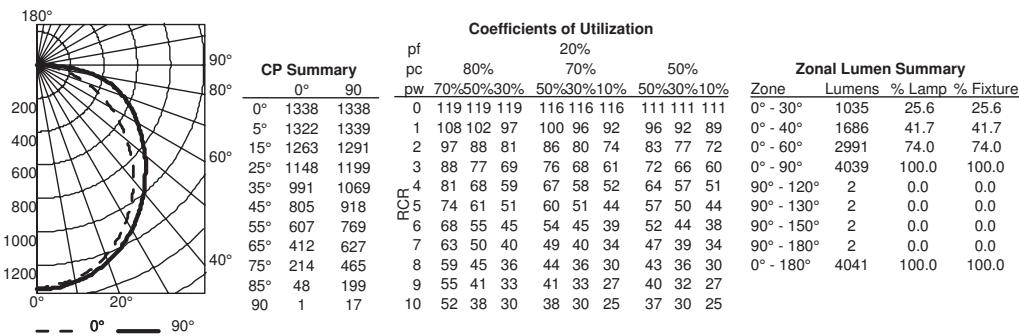 180°
90°
80°
60°
40°
200
400
600
800
1000
1200
0° 20°
0° 90°
CP Summary
0° 90
0° 1338 1338
5° 1322 1339
15° 1263 1291
25° 1148 1199
35° 991 1069
45° 805 918
55° 607 769
65° 412 627
75° 214 465
85° 48 199
90 1 17
Coefficients of Utilization
pf 20%
pc 80% 70% 50%
pw 70%50%30% 50%30%10% 50%30%10%
RCR
0 119 119 119 116 116 116 111 111 111
1 108 102 97 100 96 92 96 92 89
2 97 88 81 86 80 74 83 77 72
3 88 77 69 76 68 61 72 66 60
4 81 68 59 67 58 52 64 57 51
5 74 61 51 60 51 44 57 50 44
6 68 55 45 54 45 39 52 44 38
7 63 50 40 49 40 34 47 39 34
8 59 45 36 44 36 30 43 36 30
9 55 41 33 41 33 27 40 32 27
10 52 38 30 38 30 25 37 30 25
Zonal Lumen Summary
Zone Lumens % Lamp % Fixture
0° - 30° 1035 25.6 25.6
0° - 40° 1686 41.7 41.7
0° - 60° 2991 74.0 74.0
0° - 90° 4039 100.0 100.0
90° - 120° 2 0.0 0.0
90° - 130° 2 0.0 0.0
90° - 150° 2 0.0 0.0
90° - 180° 2 0.0 0.0
0° - 180° 4041 100.0 100.0